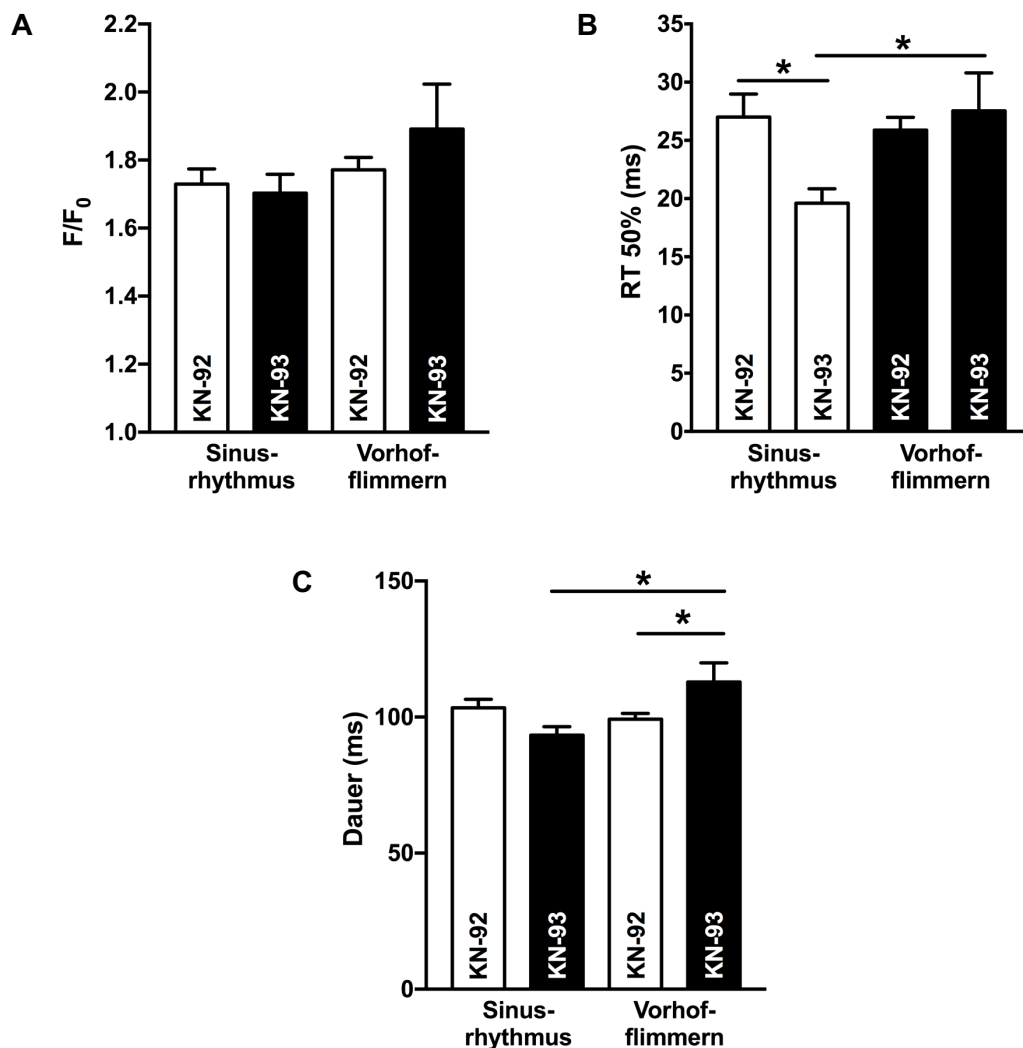 A
F/F0
2.2
2.0
1.8
1.6
1.4
1.2
1.0
KN-92
KN-93
KN-92
KN-93
Sinus-
rhythmus
Vorhof-
flimmern
B
RT 50% (ms)
35
30
25
20
15
10
5
0
*
*
KN-92
KN-93
KN-92
KN-93
Sinus-
rhythmus
Vorhof-
flimmern
C
Dauer (ms)
150
100
50
0
*
*
KN-92
KN-93
KN-92
KN-93
Sinus-
rhythmus
Vorhof-
flimmern